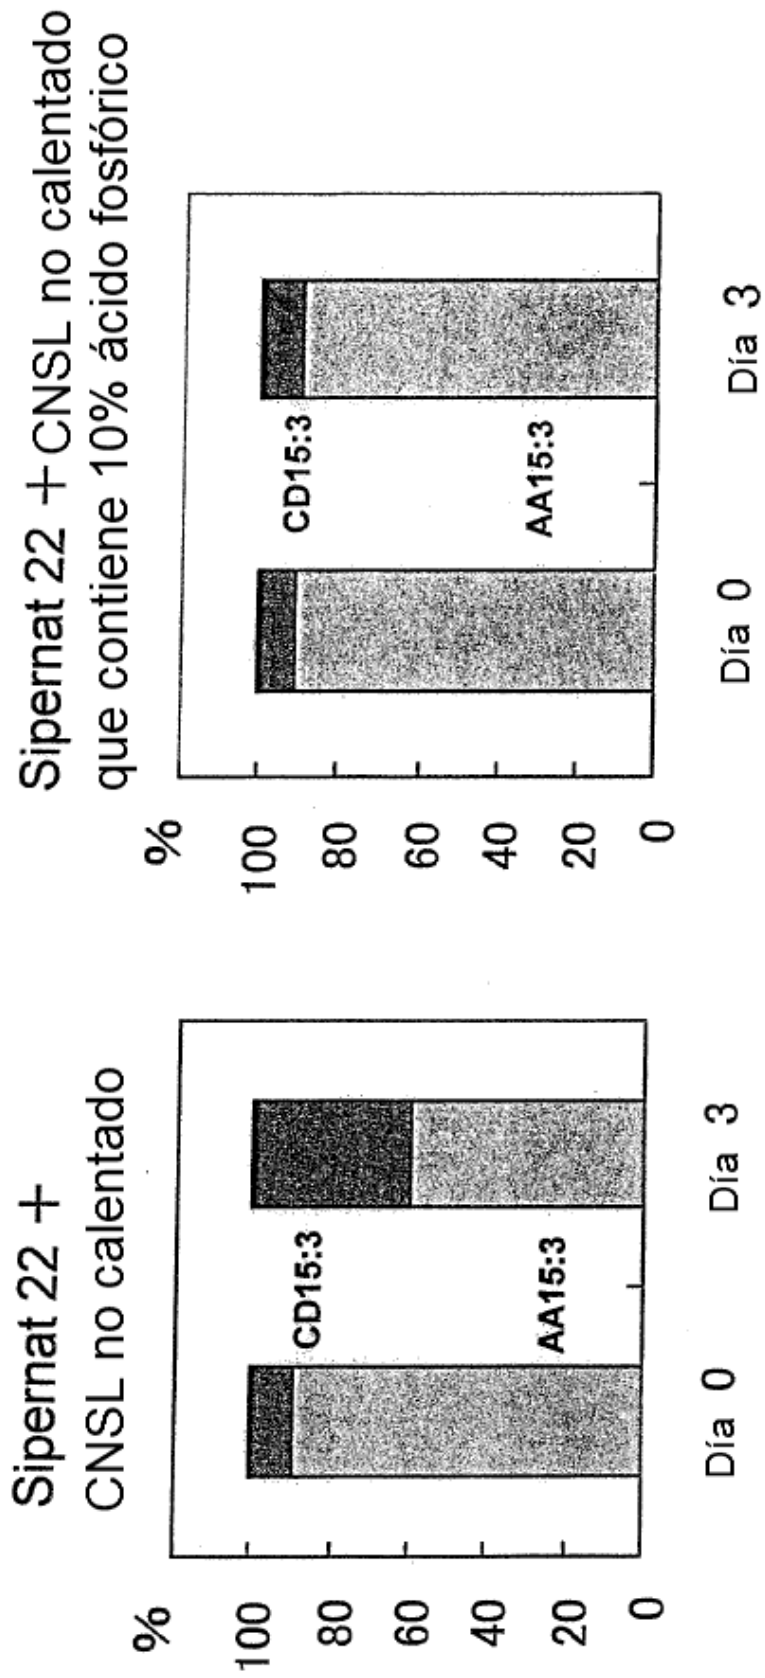 Sipernat 22 +
CNSL no calentado
%
100
80
60
40
20
0
CD15:3
AA15:3
Día 0
Día 3
Sipernat 22 +CNSL no calentado
que contiene 10% ácido fosfórico
%
100
80
60
40
20
0
CD15:3
AA15:3
Día 0
Día 3